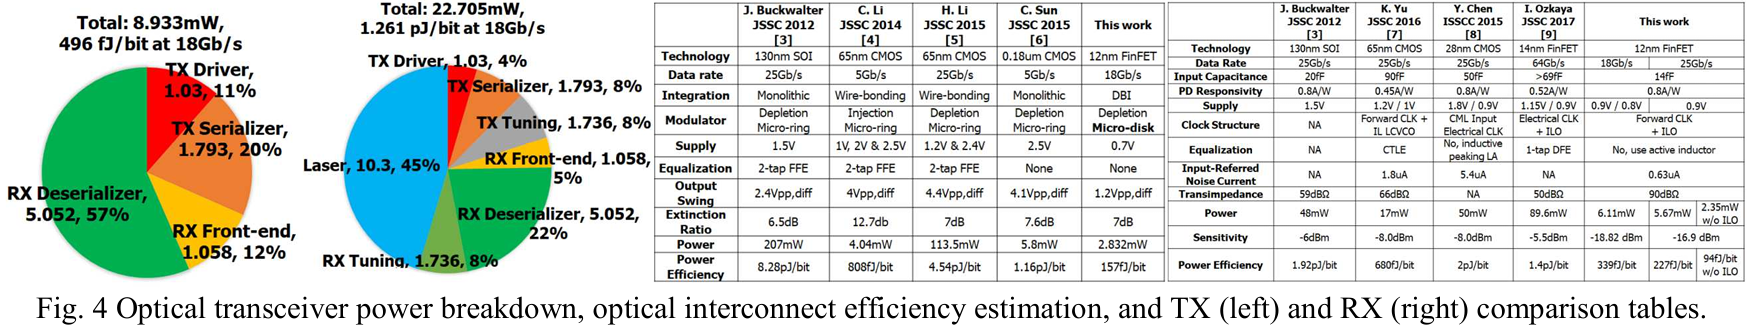 Total: 8.933mW,
496 fJ/bit at 18Gb/s
TX Driver,
1.03, 11%
TX Serializer,
1.793, 20%
RX Deserializer,
5.052, 57%
RX Front-end,
1.058, 12%
Total: 22.705mW,
1.261 pJ/bit at 18Gb/s
TX Driver, 1.03, 4%
TX Serializer, 1.793, 8%
TX Tuning, 1.736, 8%
Laser, 10.3, 45%
RX Front-end, 1.058,
5%
RX Deserializer, 5.052,
22%
RX Tuning, 1.736, 8%
J. Buckwalter JSSC 2012 [3] C. Li JSSC 2014 [4] H. Li JSSC 2015 [5] C. Sun JSSC 2015 [6] This work
Technology 130nm SOI 65nm CMOS 65nm CMOS 0.18um CMOS 12nm FinFET
Data rate 25Gb/s 5Gb/s 25Gb/s 5Gb/s 18Gb/s
Integration Monolithic Wire-bonding Wire-bonding Monolithic DBI
Modulator Depletion Micro-ring Injection Micro-ring Depletion Micro-ring Depletion Micro-ring Depletion Micro-disk
Supply 1.5V 1V, 2V & 2.5V 1.2V & 2.4V 2.5V 0.7V
Equalization 2-tap FFE 2-tap FFE 2-tap FFE None None
Output Swing 2.4Vpp,diff 4Vpp,diff 4.4Vpp,diff 4.1Vpp,diff 1.2Vpp,diff
Extinction Ratio 6.5dB 12.7db 7dB 7.6dB 7dB
Power 207mW 4.04mW 113.5mW 5.8mW 2.832mW
Power Efficiency 8.28pJ/bit 808fJ/bit 4.54pJ/bit 1.16pJ/bit 157fJ/bit
J. Buckwalter JSSC 2012 [3] K. Yu JSSC 2016 [7] Y. Chen ISSCC 2015 [8] I. Ozkaya JSSC 2017 [9] This work
Technology 130nm SOI 65nm CMOS 28nm CMOS 14nm FinFET 12nm FinFET
Data Rate 25Gb/s 25Gb/s 25Gb/s 64Gb/s 18Gb/s 25Gb/s
Input Capacitance 20fF 90fF 50fF >69fF 14fF
PD Responsivity 0.8A/W 0.45A/W 0.8A/W 0.52A/W 0.8A/W
Supply 1.5V 1.2V / 1V 1.8V / 0.9V 1.15V / 0.9V 0.9V / 0.8V 0.9V
Clock Structure NA Forward CLK + IL LCVCO CML Input Electrical CLK Electrical CLK + ILO Forward CLK + ILO
Equalization NA CTLE No, inductive peaking LA 1-tap DFE No, use active inductor
Input-Referred Noise Current NA 1.8uA 5.4uA NA 0.63uA
Transimpedance 59dBΩ 66dBΩ NA 50dBΩ 90dBΩ
Power 48mW 17mW 50mW 89.6mW 6.11mW 5.67mW 2.35mW w/o ILO
Sensitivity -6dBm -8.0dBm -8.0dBm -5.5dBm -18.82 dBm -16.9 dBm
Power Efficiency 1.92pJ/bit 680fJ/bit 2pJ/bit 1.4pJ/bit 339fJ/bit 227fJ/bit 94fJ/bit w/o ILO
Fig. 4 Optical transceiver power breakdown, optical interconnect efficiency estimation, and TX (left) and RX (right) comparison tables.